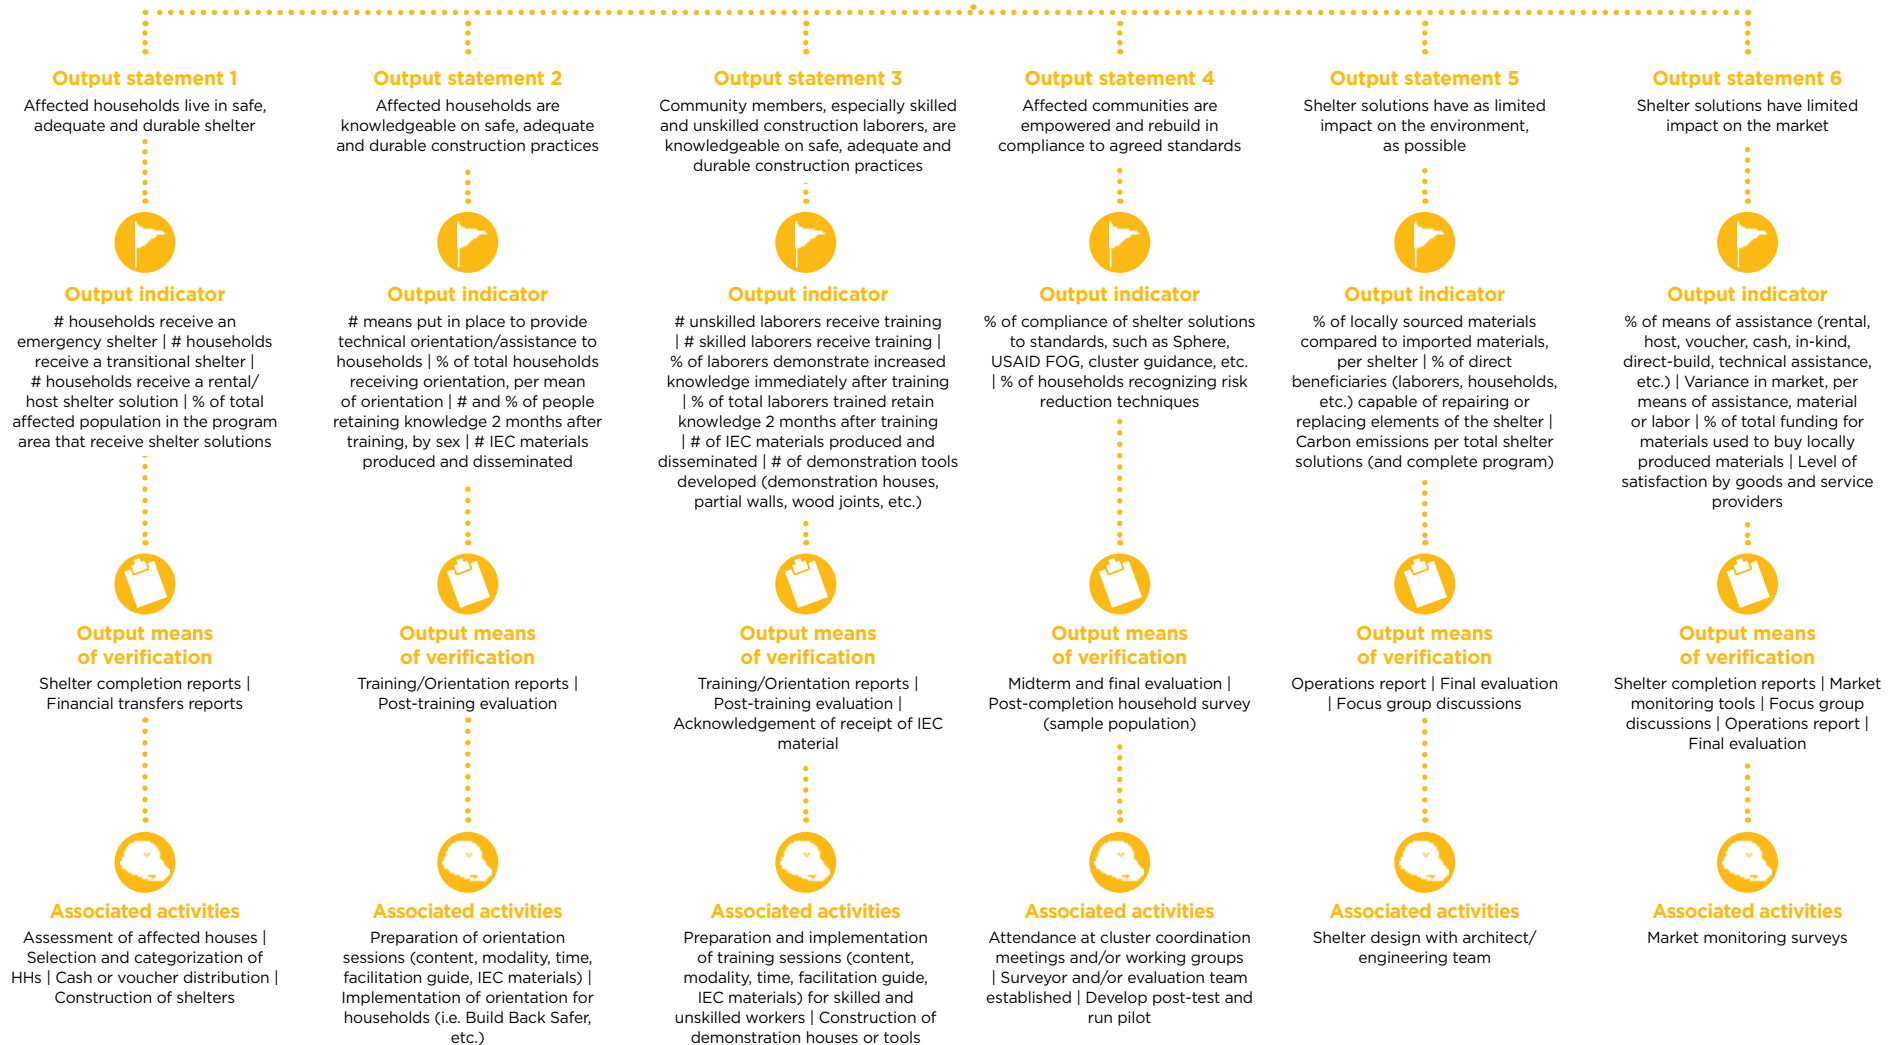 Output statement 1
Affected households live in safe,
adequate and durable shelter
Output indicator
# households receive an
emergency shelter | # households
receive a transitional shelter |
# households receive a rental/
host shelter solution | % of total
affected population in the program
area that receive shelter solutions
Output means
of verification
Shelter completion reports |
Financial transfers reports
Associated activities
Assessment of affected houses |
Selection and categorization of
HHs | Cash or voucher distribution |
Construction of shelters
Output statement 2
Affected households are
knowledgeable on safe, adequate
and durable construction practices
Output indicator
# means put in place to provide
technical orientation/assistance to
households | % of total households
receiving orientation, per mean
of orientation | # and % of people
retaining knowledge 2 months after
training, by sex | # IEC materials
produced and disseminated
Output means
of verification
Training/Orientation reports |
Post-training evaluation
Associated activities
Preparation of orientation
sessions (content, modality, time,
facilitation guide, IEC materials) |
Implementation of orientation for
households (i.e. Build Back Safer,
etc.)
Output statement 3
Community members, especially skilled
and unskilled construction laborers, are
knowledgeable on safe, adequate and
durable construction practices
Output indicator
# unskilled laborers receive training
| # skilled laborers receive training |
% of laborers demonstrate increased
knowledge immediately after training
| % of total laborers trained retain
knowledge 2 months after training
| # of IEC materials produced and
disseminated | # of demonstration tools
developed (demonstration houses,
partial walls, wood joints, etc.)
Output means
of verification
Training/Orientation reports |
Post-training evaluation |
Acknowledgement of receipt of IEC
material
Associated activities
Preparation and implementation
of training sessions (content,
modality, time, facilitation guide,
IEC materials) for skilled and
unskilled workers | Construction of
demonstration houses or tools
Output statement 4
Affected communities are
empowered and rebuild in
compliance to agreed standards
Output indicator
% of compliance of shelter solutions
to standards, such as Sphere,
USAID FOG, cluster guidance, etc.
| % of households recognizing risk
reduction techniques
Output means
of verification
Midterm and final evaluation |
Post-completion household survey
(sample population)
Associated activities
Attendance at cluster coordination
meetings and/or working groups
| Surveyor and/or evaluation team
established | Develop post-test and
run pilot
Output statement 5
Shelter solutions have as limited
impact on the environment,
as possible
Output indicator
% of locally sourced materials
compared to imported materials,
per shelter | % of direct
beneficiaries (laborers, households,
etc.) capable of repairing or
replacing elements of the shelter |
Carbon emissions per total shelter
solutions (and complete program)
Output means
of verification
Operations report | Final evaluation
| Focus group discussions
Associated activities
Shelter design with architect/
engineering team
Output statement 6
Shelter solutions have limited
impact on the market
Output indicator
% of means of assistance (rental,
host, voucher, cash, in-kind,
direct-build, technical assistance,
etc.) | Variance in market, per
means of assistance, material
or labor | % of total funding for
materials used to buy locally
produced materials | Level of
satisfaction by goods and service
providers
Output means
of verification
Shelter completion reports | Market
monitoring tools | Focus group
discussions | Operations report |
Final evaluation
Associated activities
Market monitoring surveys